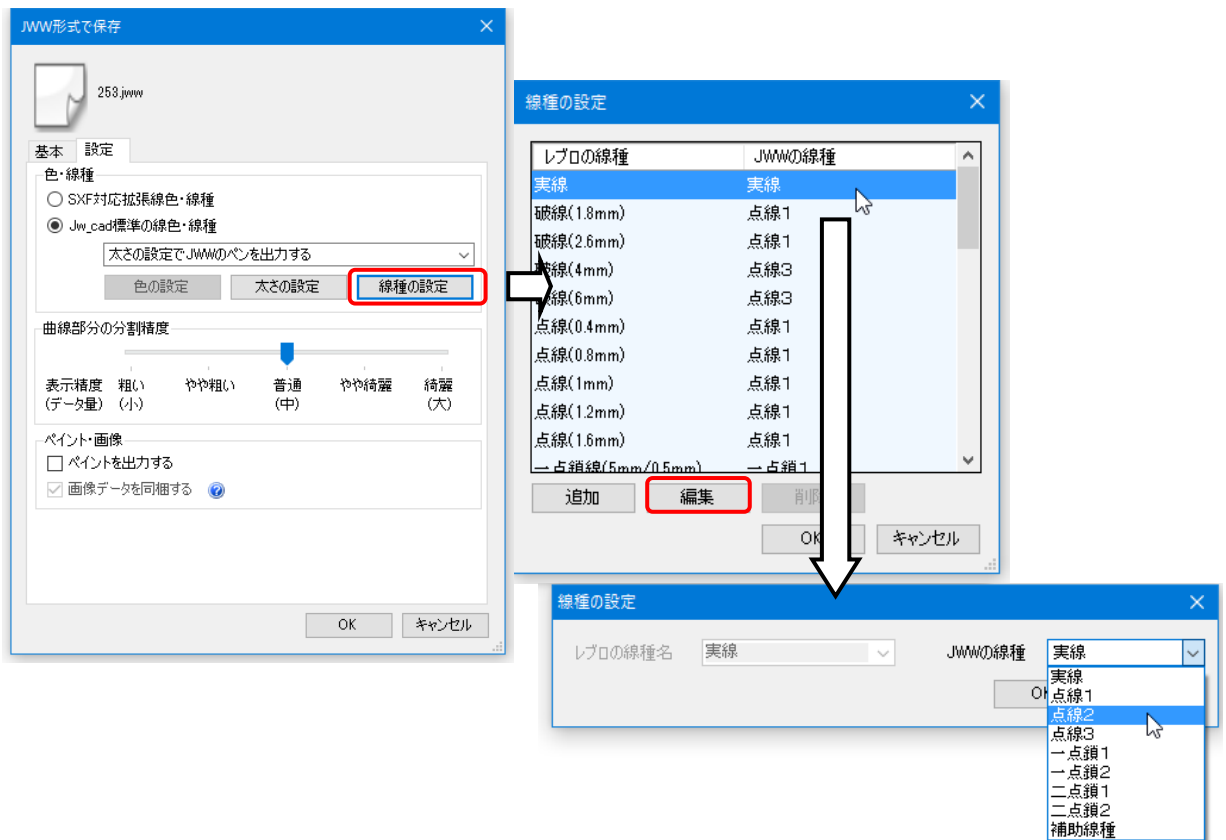 JWW形式で保存
253.jww
基本 設定
色・線種
SXF対応拡張線色・線種
Jw_cad標準の線色・線種
太さの設定でJWWのペンを出力する
色の設定 太さの設定 線種の設定
曲線部分の分割精度
表示精度 粗い やや粗い 普通 やや綺麗 綺麗
(データ量) (小) (中) (大)
ペイント・画像
ペイントを出力する
画像データを同梱する
OK キャンセル
線種の設定
レブロの線種 JWWの線種
実線 実線
破線(1.8mm) 点線1
破線(2.6mm) 点線1
破線(4mm) 点線3
破線(6mm) 点線3
点線(0.4mm) 点線1
点線(0.8mm) 点線1
点線(1mm) 点線1
点線(1.2mm) 点線1
点線(1.6mm) 点線1
一点鎖線(5mm/0.5mm) 一点鎖1
追加 編集
OK キャンセル
線種の設定
レブロの線種名 実線 JWWの線種 実線
実線
点線1
点線2
点線3
一点鎖1
一点鎖2
二点鎖1
二点鎖2
補助線種